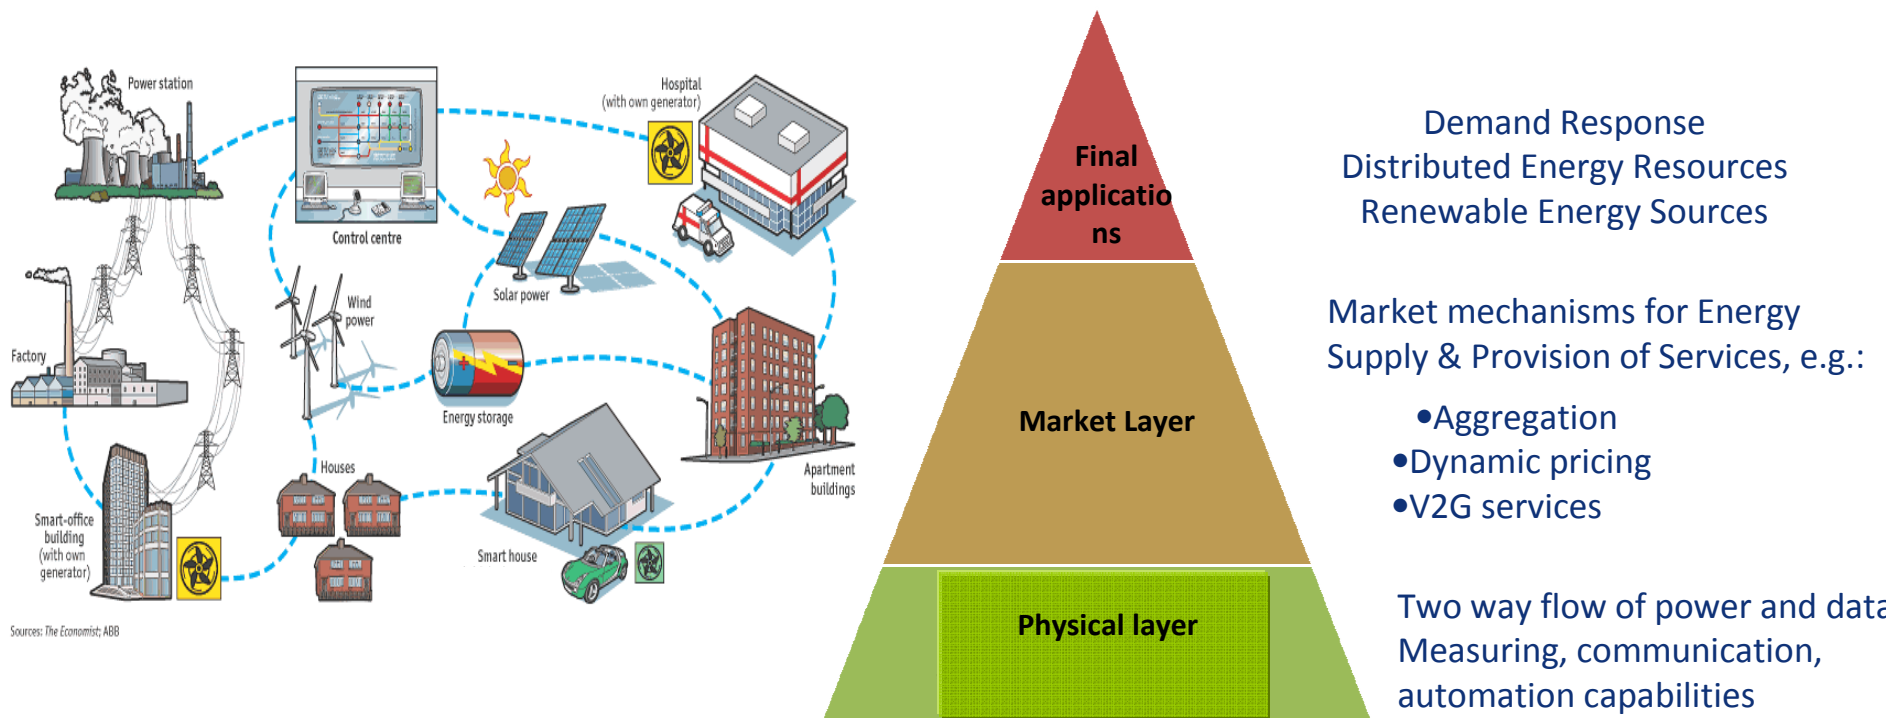 Power station
Hospital
(with own generator)
Control centre
Solar power
Wind
power
Factory
Energy storage
Houses
Apartment
buildings
Smart-office
building
(with own
generator)
Smart house
Sources: The Economist; ABB
Final
applicatio
ns
Market Layer
Physical layer
Demand Response
Distributed Energy Resources
Renewable Energy Sources
Market mechanisms for Energy
Supply & Provision of Services, e.g.:
•Aggregation
•Dynamic pricing
•V2G services
Two way flow of power and data
Measuring, communication,
automation capabilities